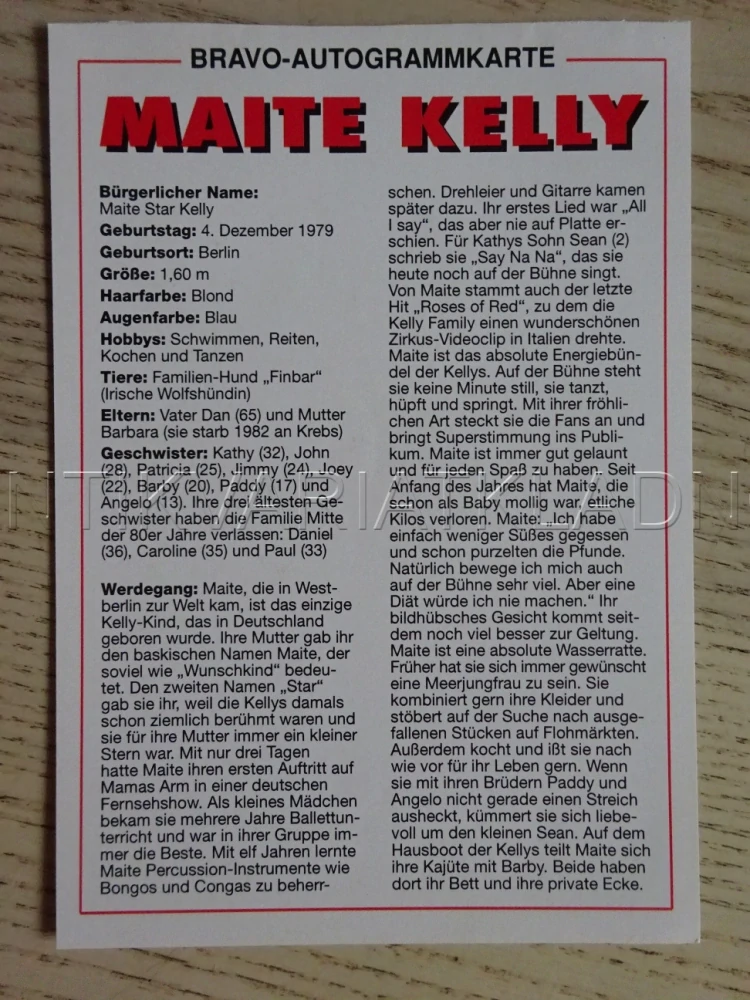 BRAVO-AUTOGRAMMKARTE
MAITE KELLY
Bürgerlicher Name:
Maite Star Kelly
Geburtstag: 4. Dezember 1979
Geburtsort: Berlin
Größe: 1,60 m
Haarfarbe: Blond
Augenfarbe: Blau
Hobbys: Schwimmen, Reiten,
Kochen und Tanzen
Tiere: Familien-Hund „Finbar“
(Irische Wolfshündin)
Eltern: Vater Dan (65) und Mutter
Barbara (sie starb 1982 an Krebs)
Geschwister: Kathy (32), John
(28), Patricia (25), Jimmy (24), Joey
(22), Barby (20), Paddy (17) und
Angelo (13). Ihre drei ältesten Ge-
schwister haben die Familie Mitte
der 80er Jahre verlassen: Daniel
(36), Caroline (35) und Paul (33)
Werdegang: Maite, die in West-
berlin zur Welt kam, ist das einzige
Kelly-Kind, das in Deutschland
geboren wurde. Ihre Mutter gab ihr
den baskischen Namen Maite, der
soviel wie „Wunschkind“ bedeu-
tet. Den zweiten Namen „Star“
gab sie ihr, weil die Kellys damals
schon ziemlich berühmt waren und
sie für ihre Mutter immer ein kleiner
Stern war. Mit nur drei Tagen
hatte Maite ihren ersten Auftritt auf
Mamas Arm in einer deutschen
Fernsehshow. Als kleines Mädchen
bekam sie mehrere Jahre Ballettun-
terricht und war in ihrer Gruppe im-
mer die Beste. Mit elf Jahren lernte
Maite Percussion-Instrumente wie
Bongos und Congas zu beherr-
schen. Drehleier und Gitarre kamen
später dazu. Ihr erstes Lied war „All
I say“, das aber nie auf Platte er-
schien. Für Kathys Sohn Sean (2)
schrieb sie „Say Na Na“, das sie
heute noch auf der Bühne singt.
Von Maite stammt auch der letzte
Hit „Roses of Red“, zu dem die
Kelly Family einen wunderschönen
Zirkus-Videoclip in Italien drehte.
Maite ist das absolute Energiebün-
del der Kellys. Auf der Bühne steht
sie keine Minute still, sie tanzt,
hüpft und springt. Mit ihrer fröhli-
chen Art steckt sie die Fans an und
bringt Superstimmung ins Publi-
kum. Maite ist immer gut gelaunt
und für jeden Spaß zu haben. Seit
Anfang des Jahres hat Maite, die
schon als Baby mollig war, etliche
Kilos verloren. Maite: „Ich habe
einfach weniger Süßes gegessen
und schon purzelten die Pfunde.
Natürlich bewege ich mich auch
auf der Bühne sehr viel. Aber eine
Diät würde ich nie machen.“ Ihr
bildhübsches Gesicht kommt seit-
dem noch viel besser zur Geltung.
Maite ist eine absolute Wasserratte.
Früher hat sie sich immer gewünscht
eine Meerjungfrau zu sein. Sie
kombiniert gern ihre Kleider und
stöbert auf der Suche nach ausge-
fallenen Stücken auf Flohmärkten.
Außerdem kocht und ißt sie nach
wie vor für ihr Leben gern. Wenn
sie mit ihren Brüdern Paddy und
Angelo nicht gerade einen Streich
ausheckt, kümmert sie sich liebe-
voll um den kleinen Sean. Auf dem
Hausboot der Kellys teilt Maite sich
ihre Kajüte mit Barby. Beide haben
dort ihr Bett und ihre private Ecke.